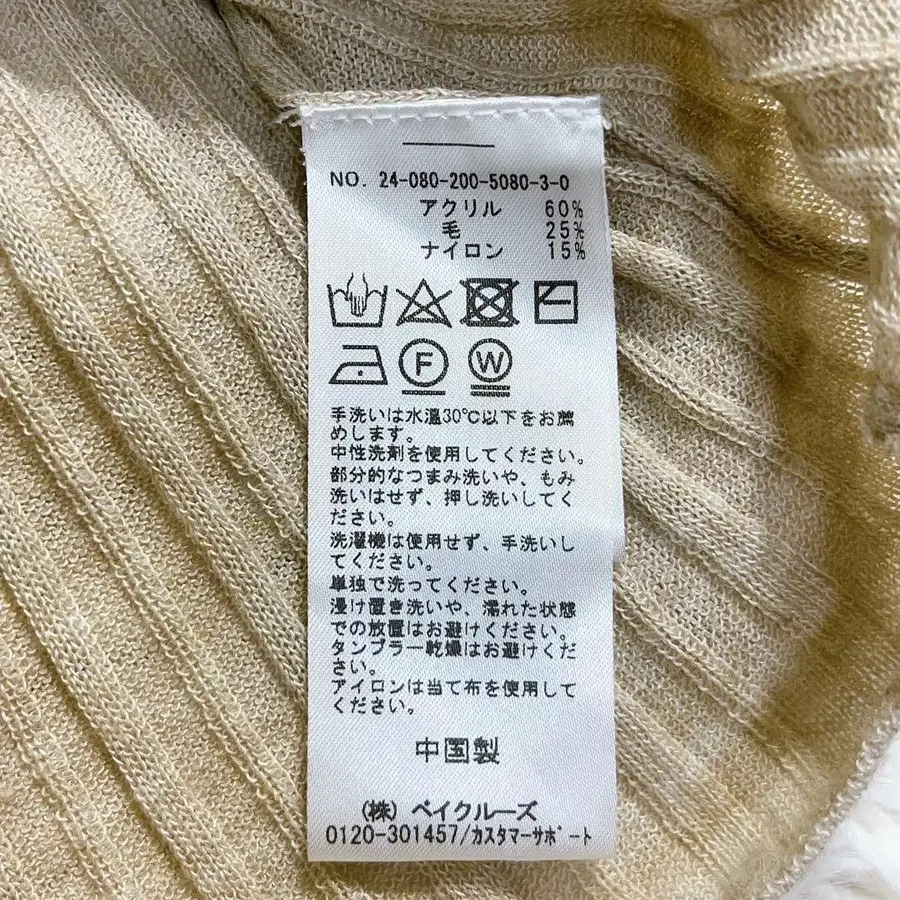 NO. 24-080-200-5080-3-0
アクリル 60%
毛 25%
ナイロン 15%
F W
手洗いは水温30℃以下をお薦
めします。
中性洗剤を使用してください。
部分的なつまみ洗いや、もみ
洗いはせず、押し洗いしてく
ださい。
洗濯機は使用せず、手洗いし
てください。
単独で洗ってください。
浸け置き洗いや、濡れた状態
での放置はお避けください。
タンブラー乾燥はお避けくだ
さい。
アイロンは当て布を使用して
ください。
中国製
(株) ベイクルーズ
0120-301457/カスタマーサポート